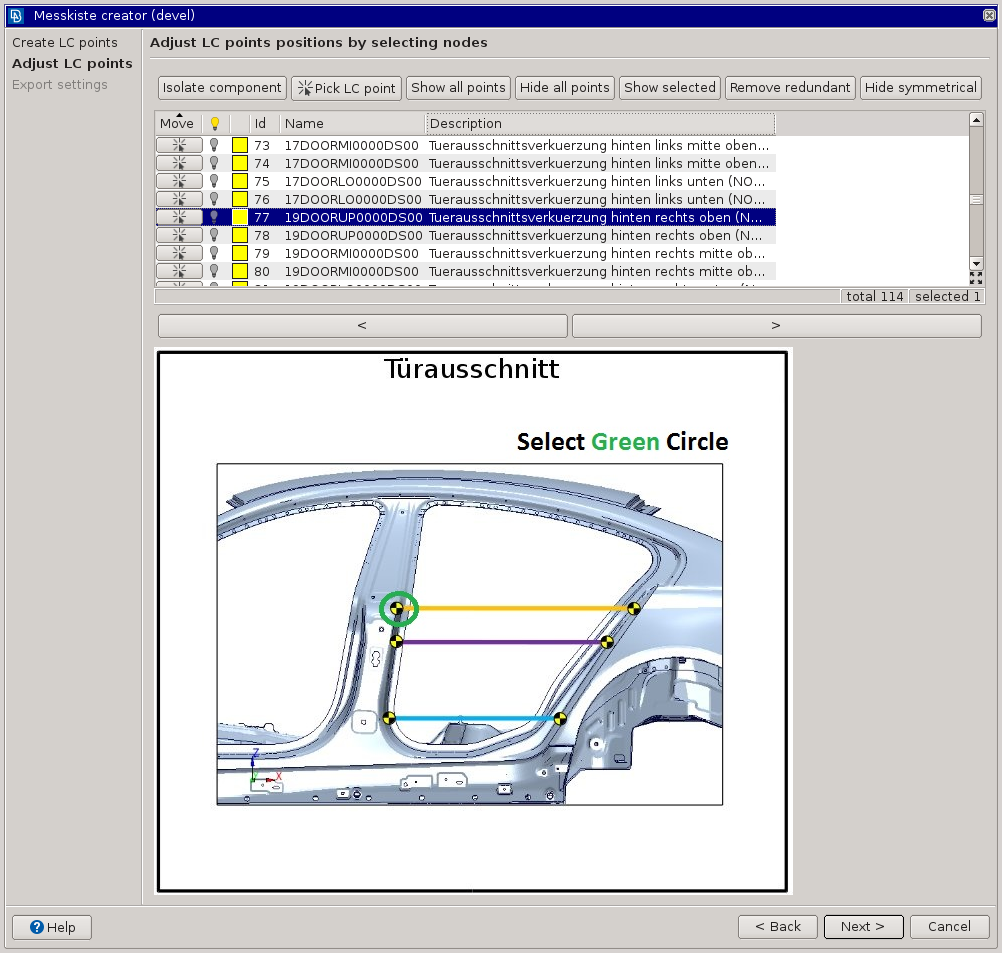 Messkiste creator (devel)
Create LC points
Adjust LC points
Export settings
Adjust LC points positions by selecting nodes
Isolate component Pick LC point Show all points Hide all points Show selected Remove redundant Hide symmetrical
Move Id Name Description
73 17DOORMI0000DS00 Tuerausschnittsverkuerzung hinten links mitte oben...
74 17DOORMI0000DS00 Tuerausschnittsverkuerzung hinten links mitte oben...
75 17DOORLO0000DS00 Tuerausschnittsverkuerzung hinten links unten (NO...
76 17DOORLO0000DS00 Tuerausschnittsverkuerzung hinten links unten (NO...
77 19DOORUP0000DS00 Tuerausschnittsverkuerzung hinten rechts oben (N...
78 19DOORUP0000DS00 Tuerausschnittsverkuerzung hinten rechts oben (N...
79 19DOORMI0000DS00 Tuerausschnittsverkuerzung hinten rechts mitte ob...
80 19DOORMI0000DS00 Tuerausschnittsverkuerzung hinten rechts mitte ob...
total 114 selected 1
< >
Türausschnitt
Select Green Circle
Z
X
? Help < Back Next > Cancel